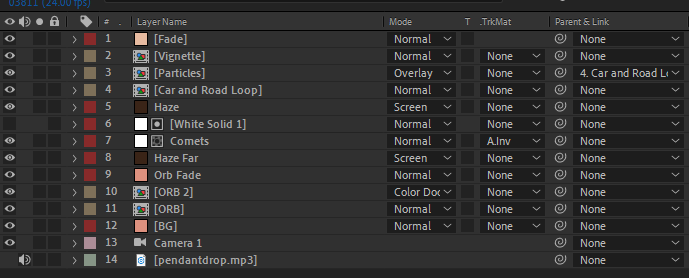 03811 (24.00 fps)
# . Layer Name Mode T .TrkMat Parent & Link
1 [Fade] Normal None
2 [Vignette] Normal None None
3 [Particles] Overlay None 4. Car and Road Lo
4 [Car and Road Loop] Normal None None
5 Haze Screen None None
6 [White Solid 1] Normal None None
7 Comets Normal A.Inv None
8 Haze Far Screen None None
9 Orb Fade Normal None None
10 [ORB 2] Color Doc None None
11 [ORB] Normal None None
12 [BG] Normal None None
13 Camera 1 None
14 [pendantdrop.mp3] None